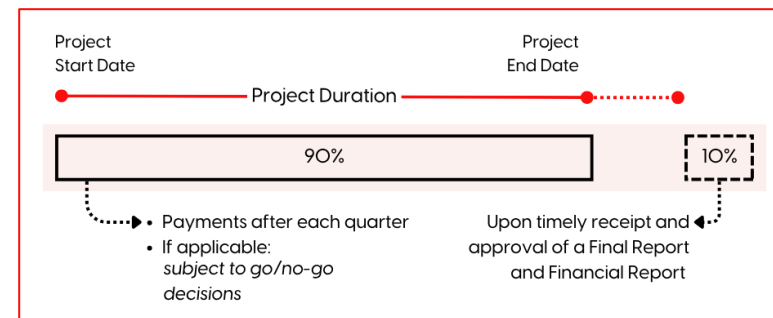 Project
Start Date
Project
End Date
Project Duration
90%
10%
• Payments after each quarter
• If applicable:
subject to go/no-go
decisions
Upon timely receipt and
approval of a Final Report
and Financial Report